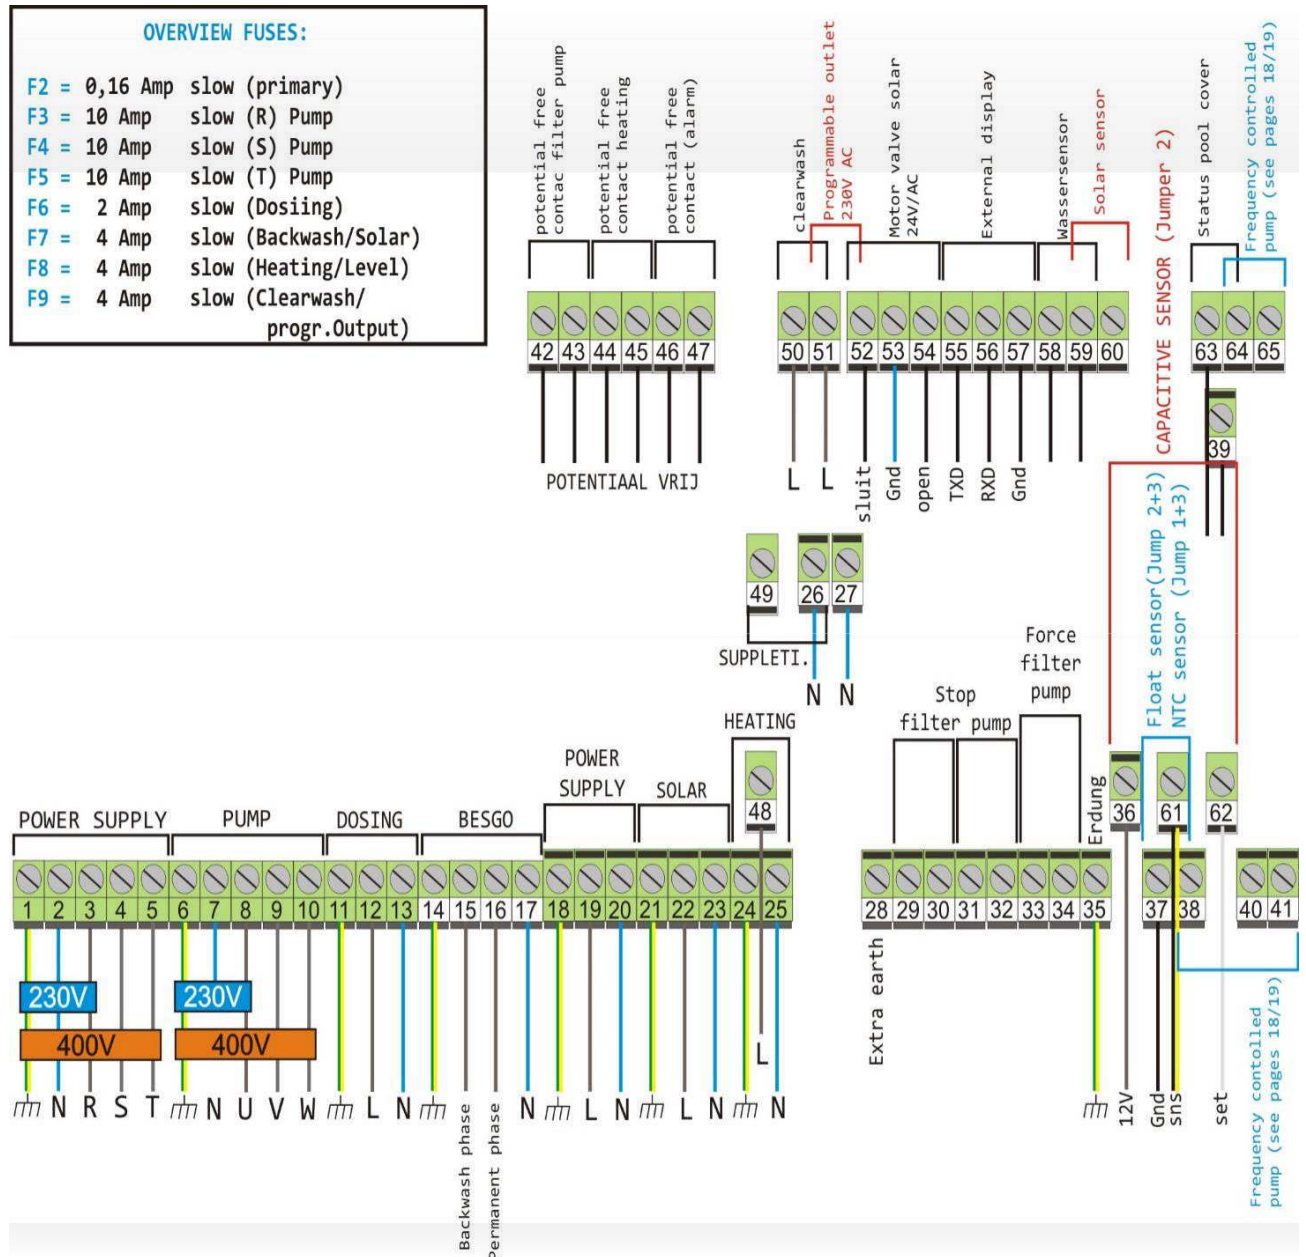 OVERVIEW FUSES:
F2 = 0,16 Amp slow (primary)
F3 = 10 Amp slow (R) Pump
F4 = 10 Amp slow (S) Pump
F5 = 10 Amp slow (T) Pump
F6 = 2 Amp slow (Dosiing)
F7 = 4 Amp slow (Backwash/Solar)
F8 = 4 Amp slow (Heating/Level)
F9 = 4 Amp slow (Clearwash/
progr.Output)
potential free
contac filter pump
potential free
contact heating
potential free
contact (alarm)
clearwash
Programmable outlet
230V AC
Mator valve solar
24V/AC
External display
Wassersensor
Solar sensor
CAPACITIVE SENSOR (Jumper 2)
Status pool cover
Frequency controlled
pump (see pages 18/19)
42 43 44 45 46 47
50 51 52 53 54 55 56 57 58 59 60
63 64 65
39
POTENTIAAL VRIJ
L L sluit Gnd open TXD RXD Gnd
Float sensor(Jump 2+3)
NTC sensor (Jump 1+3)
49 26 27
SUPPLETI.
N N
HEATING
Stop
filter pump
Force
filter
pump
Erdung
48
36 61 62
POWER SUPPLY
PUMP
DOSING
BESGO
POWER
SUPPLY
SOLAR
1 2 3 4 5 6 7 8 9 10 11 12 13 14 15 16 17 18 19 20 21 22 23 24 25
28 29 30 31 32 33 34 35 37 38 40 41
230V
400V
230V
400V
N R S T N U V W L N
Backwash phase
Permanent phase
N L N L N L N
Extra earth
12V
Gnd
sns
set
Frequency contolled
pump (see pages 18/19)